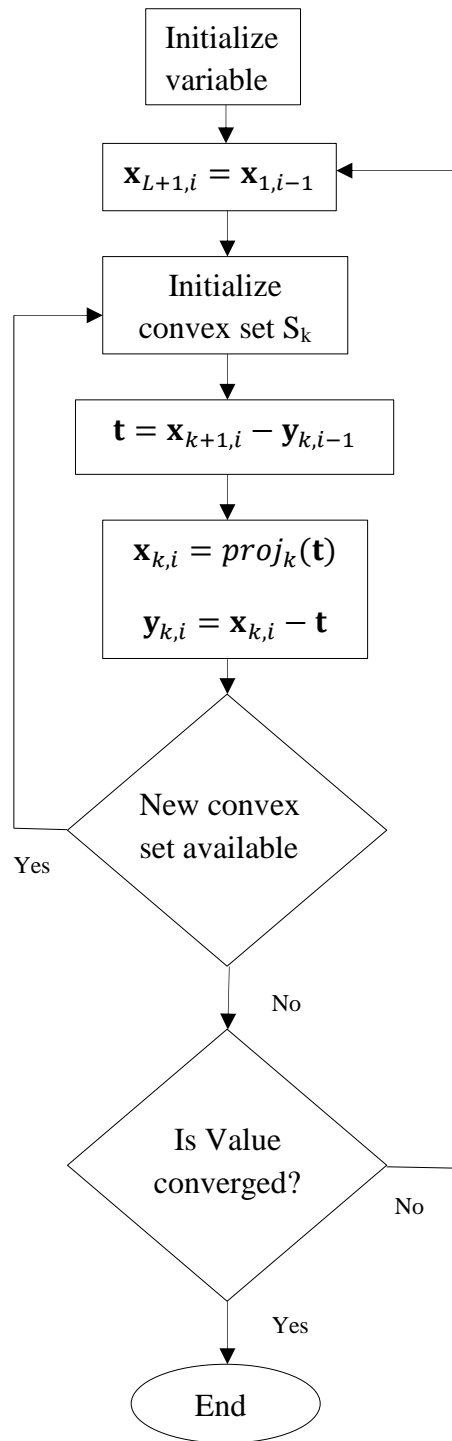 Initialize
variable
𝐱_{L+1,i} = 𝐱_{1,i−1}
Initialize
convex set S_k
𝐭 = 𝐱_{k+1,i} − 𝐲_{k,i−1}
𝐱_{k,i} = proj_k(𝐭)
𝐲_{k,i} = 𝐱_{k,i} − 𝐭
New convex
set available
Yes
No
Is Value
converged?
No
Yes
End